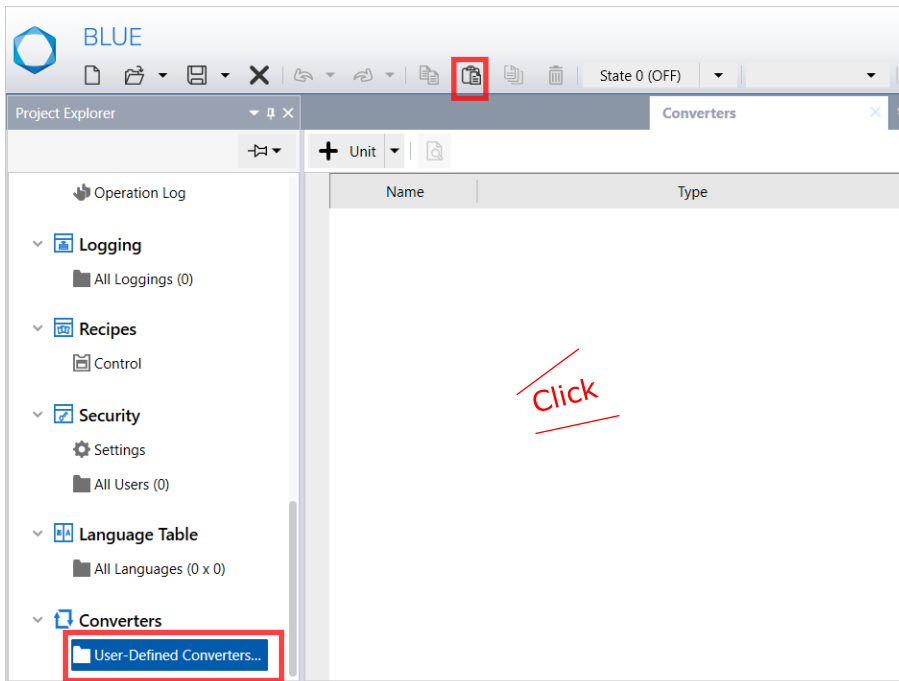 BLUE
State 0 (OFF)
Project Explorer
Converters
Unit
Name Type
Operation Log
Logging
All Loggings (0)
Recipes
Control
Click
Security
Settings
All Users (0)
Language Table
All Languages (0 x 0)
Converters
User-Defined Converters...